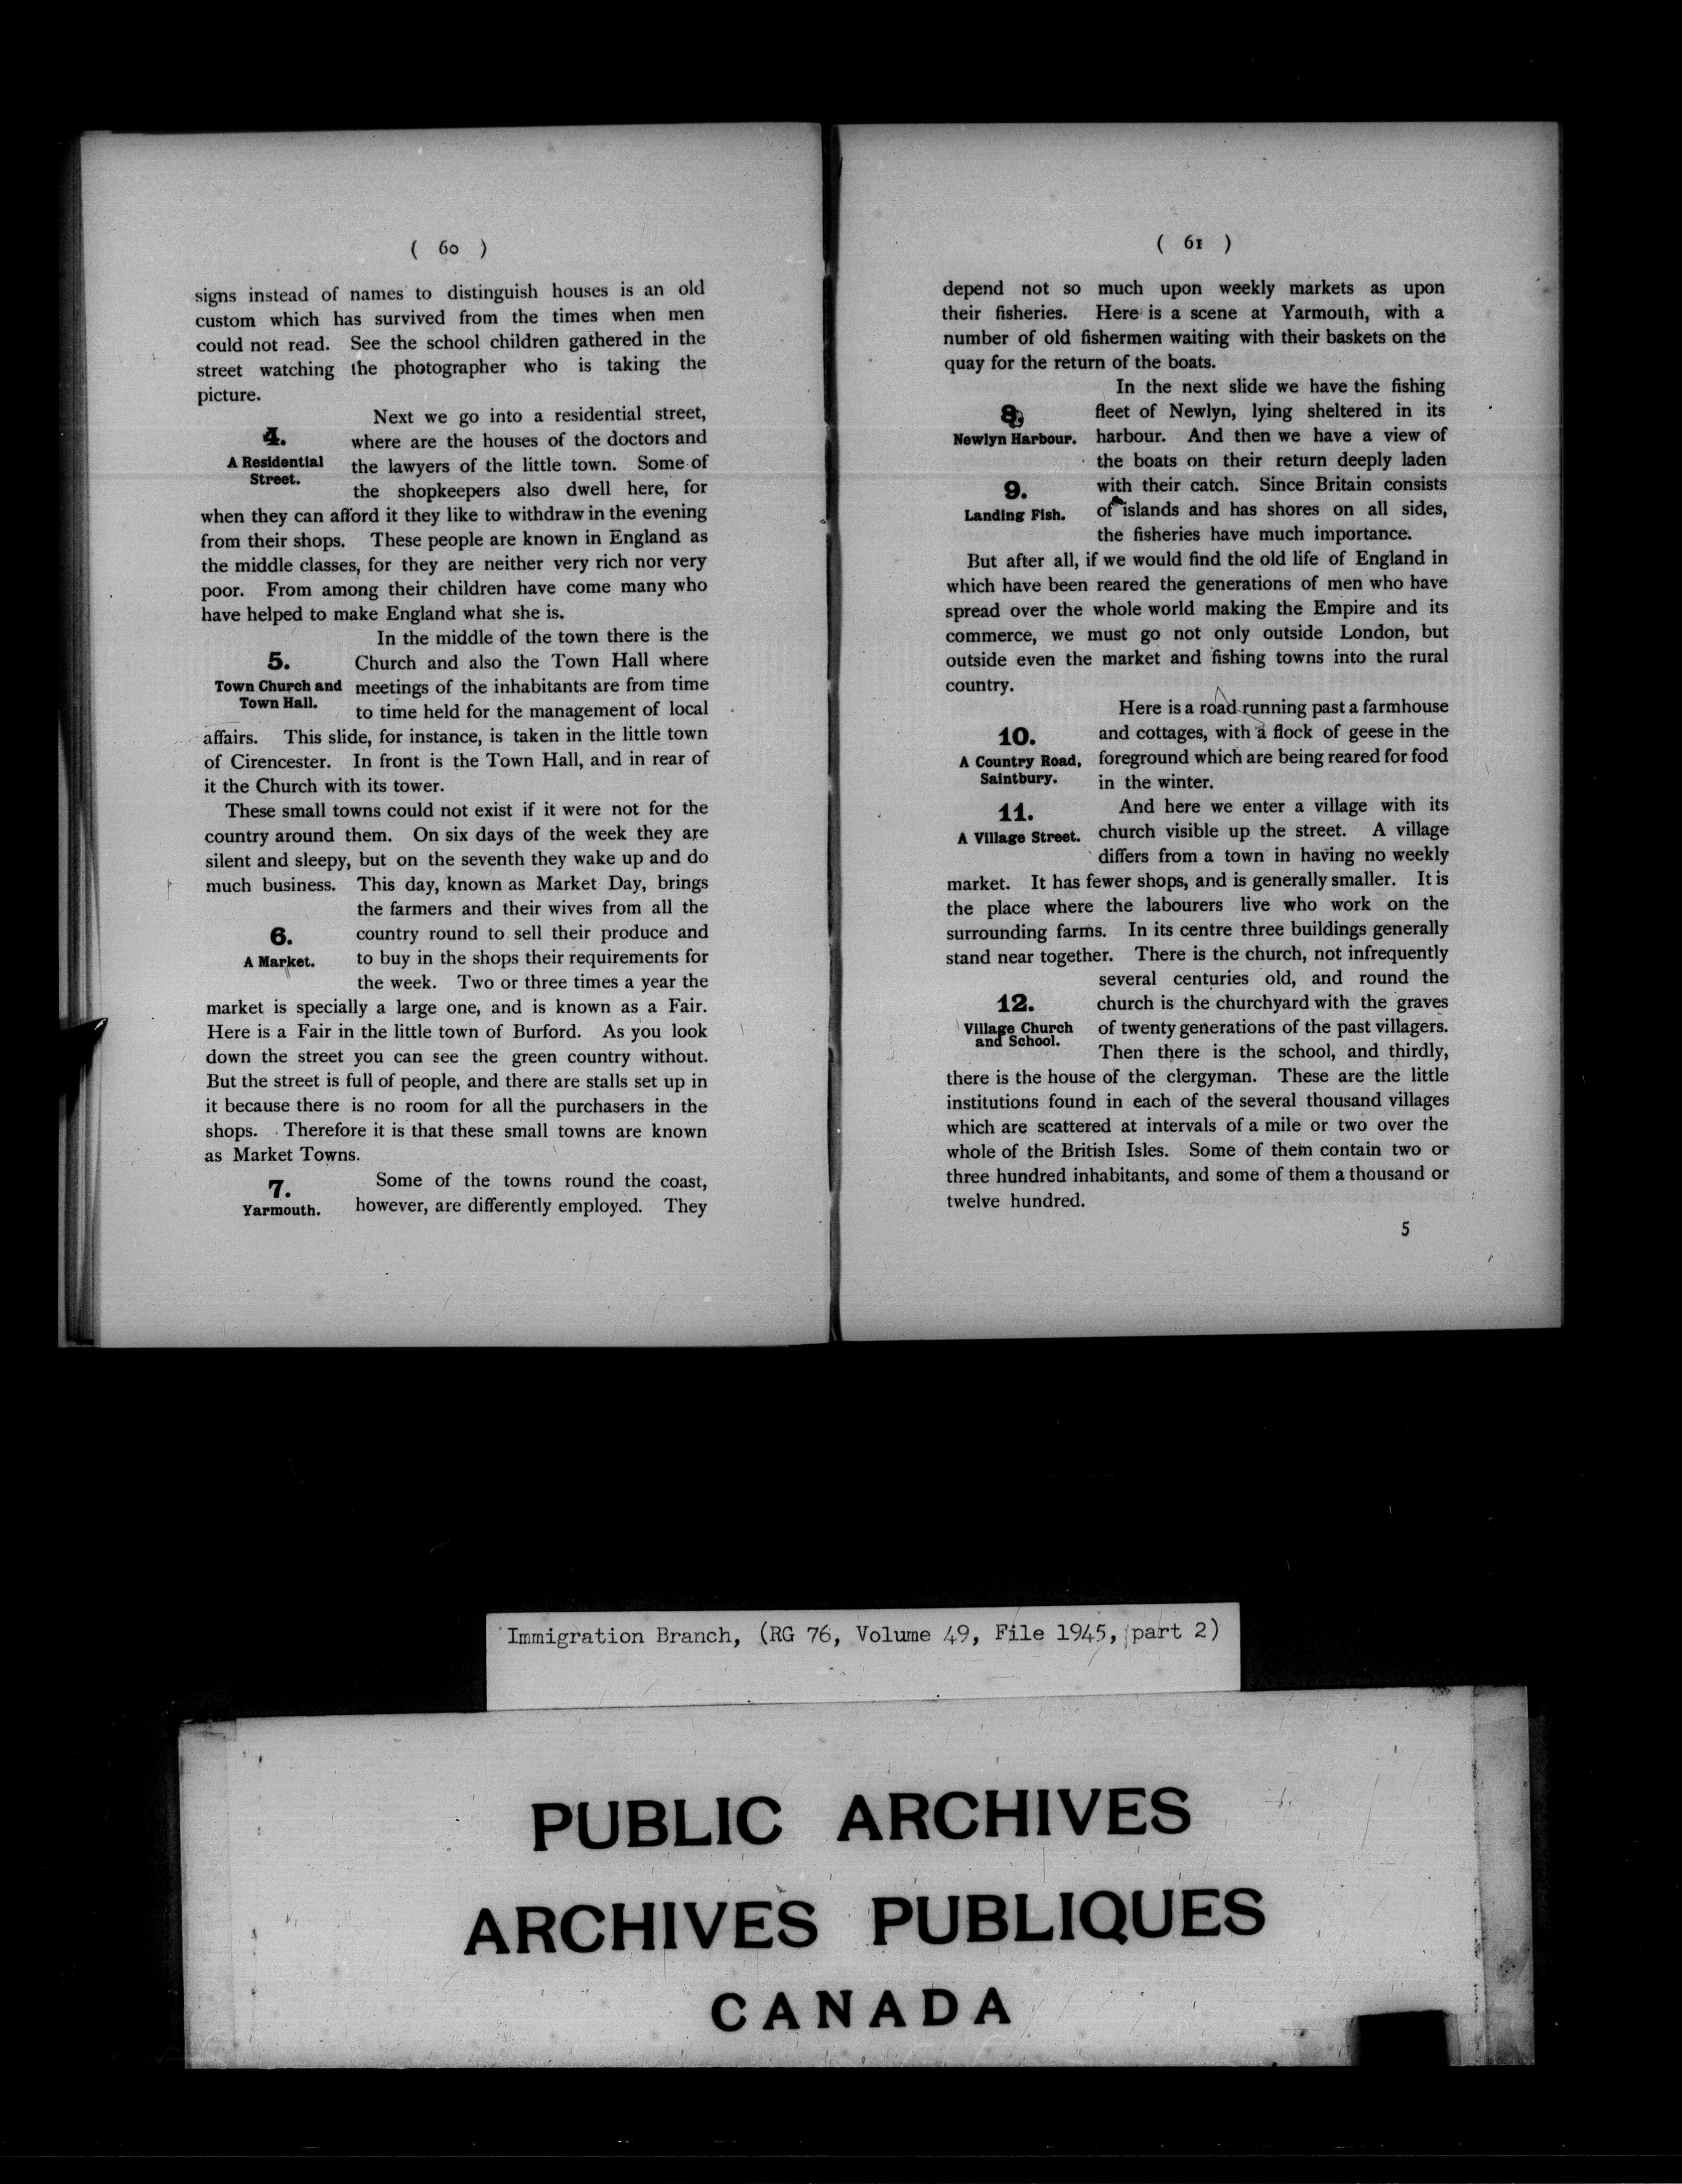 ( 60 )
signs instead of names to distinguish houses is an old
custom which has survived from the times when men
could not read. See the school children gathered in the
street watching the photographer who is taking the
picture.
Next we go into a residential street,
4.
where are the houses of the doctors and
A Residential
Street.
the lawyers of the little town. Some of
the shopkeepers also dwell here, for
when they can afford it they like to withdraw in the evening
from their shops. These people are known in England as
the middle classes, for they are neither very rich nor very
poor. From among their children have come many who
have helped to make England what she is.
In the middle of the town there is the
5.
Church and also the Town Hall where
Town Church and
Town Hall.
meetings of the inhabitants are from time
to time held for the management of local
affairs. This slide, for instance, is taken in the little town
of Cirencester. In front is the Town Hall, and in rear of
it the Church with its tower.
These small towns could not exist if it were not for the
country around them. On six days of the week they are
silent and sleepy, but on the seventh they wake up and do
much business. This day, known as Market Day, brings
the farmers and their wives from all the
6.
country round to sell their produce and
A Market.
to buy in the shops their requirements for
the week. Two or three times a year the
market is specially a large one, and is known as a Fair.
Here is a Fair in the little town of Burford. As you look
down the street you can see the green country without.
But the street is full of people, and there are stalls set up in
it because there is no room for all the purchasers in the
shops. Therefore it is that these small towns are known
as Market Towns.
Some of the towns round the coast,
7.
Yarmouth.
however, are differently employed. They
( 61 )
depend not so much upon weekly markets as upon
their fisheries. Here is a scene at Yarmouth, with a
number of old fishermen waiting with their baskets on the
quay for the return of the boats.
In the next slide we have the fishing
8.
fleet of Newlyn, lying sheltered in its
Newlyn Harbour.
harbour. And then we have a view of
the boats on their return deeply laden
9.
with their catch. Since Britain consists
Landing Fish.
of islands and has shores on all sides,
the fisheries have much importance.
But after all, if we would find the old life of England in
which have been reared the generations of men who have
spread over the whole world making the Empire and its
commerce, we must go not only outside London, but
outside even the market and fishing towns into the rural
country.
Here is a road running past a farmhouse
10.
and cottages, with a flock of geese in the
A Country Road,
Saintbury.
foreground which are being reared for food
in the winter.
11.
And here we enter a village with its
A Village Street.
church visible up the street. A village
differs from a town in having no weekly
market. It has fewer shops, and is generally smaller. It is
the place where the labourers live who work on the
surrounding farms. In its centre three buildings generally
stand near together. There is the church, not infrequently
several centuries old, and round the
12.
church is the churchyard with the graves
Village Church
and School.
of twenty generations of the past villagers.
Then there is the school, and thirdly,
there is the house of the clergyman. These are the little
institutions found in each of the several thousand villages
which are scattered at intervals of a mile or two over the
whole of the British Isles. Some of them contain two or
three hundred inhabitants, and some of them a thousand or
twelve hundred.
5
Immigration Branch, (RG 76, Volume 49, File 1945, part 2)
PUBLIC ARCHIVES
ARCHIVES PUBLIQUES
CANADA